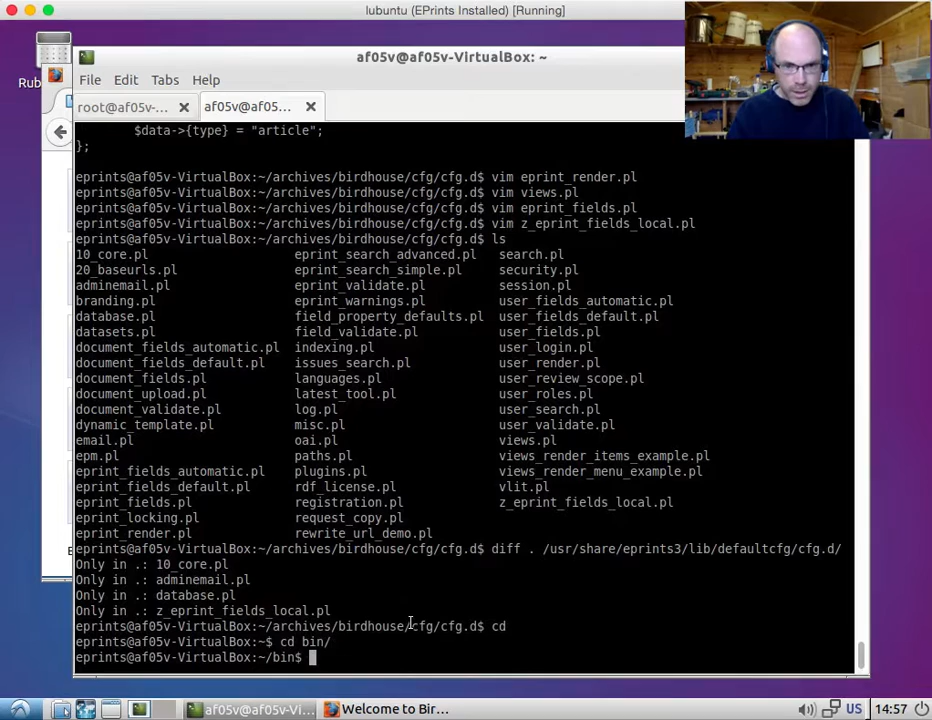 lubuntu (EPrints Installed) [Running]
Rub
af05v@af05v-VirtualBox: ~
File Edit Tabs Help
root@af05v-... af05v@af05...
$data->{type} = "article";
};
eprints@af05v-VirtualBox:~/archives/birdhouse/cfg/cfg.d$ vim eprint_render.pl
eprints@af05v-VirtualBox:~/archives/birdhouse/cfg/cfg.d$ vim views.pl
eprints@af05v-VirtualBox:~/archives/birdhouse/cfg/cfg.d$ vim eprint_fields.pl
eprints@af05v-VirtualBox:~/archives/birdhouse/cfg/cfg.d$ vim z_eprint_fields_local.pl
eprints@af05v-VirtualBox:~/archives/birdhouse/cfg/cfg.d$ ls
10_core.pl eprint_search_advanced.pl search.pl
20_baseurls.pl eprint_search_simple.pl security.pl
adminemail.pl eprint_validate.pl session.pl
branding.pl eprint_warnings.pl user_fields_automatic.pl
database.pl field_property_defaults.pl user_fields_default.pl
datasets.pl field_validate.pl user_fields.pl
document_fields_automatic.pl indexing.pl user_login.pl
document_fields_default.pl issues_search.pl user_render.pl
document_fields.pl languages.pl user_review_scope.pl
document_upload.pl latest_tool.pl user_roles.pl
document_validate.pl log.pl user_search.pl
dynamic_template.pl misc.pl user_validate.pl
email.pl oai.pl views.pl
epm.pl paths.pl views_render_items_example.pl
eprint_fields_automatic.pl plugins.pl views_render_menu_example.pl
eprint_fields_default.pl rdf_license.pl vlit.pl
eprint_fields.pl registration.pl z_eprint_fields_local.pl
eprint_locking.pl request_copy.pl
eprint_render.pl rewrite_url_demo.pl
eprints@af05v-VirtualBox:~/archives/birdhouse/cfg/cfg.d$ diff . /usr/share/eprints3/lib/defaultcfg/cfg.d/
Only in .: 10_core.pl
Only in .: adminemail.pl
Only in .: database.pl
Only in .: z_eprint_fields_local.pl
eprints@af05v-VirtualBox:~/archives/birdhouse/cfg/cfg.d$ cd
eprints@af05v-VirtualBox:~$ cd bin/
eprints@af05v-VirtualBox:~/bin$
af05v@af05v-Vi... Welcome to Bir... US 14:57